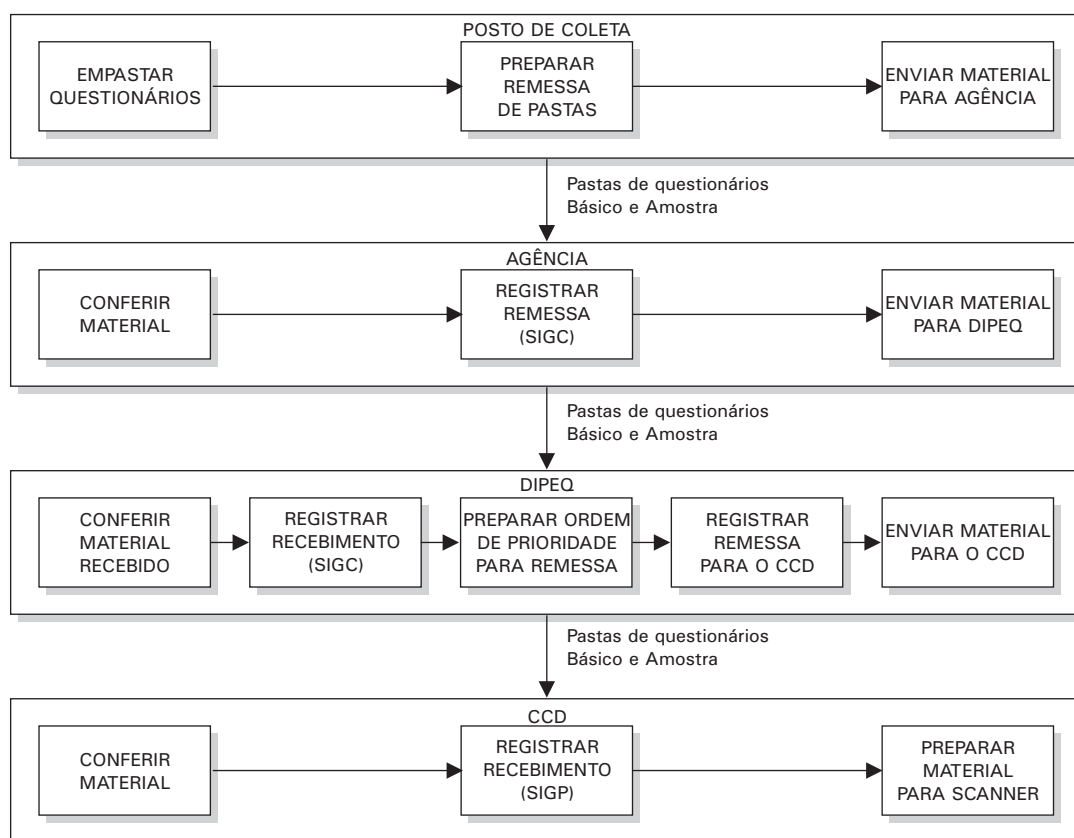 POSTO DE COLETA
EMPASTAR
QUESTIONÁRIOS
PREPARAR
REMESSA
DE PASTAS
ENVIAR MATERIAL
PARA AGÊNCIA
Pastas de questionários
Básico e Amostra
AGÊNCIA
CONFERIR
MATERIAL
REGISTRAR
REMESSA
(SIGC)
ENVIAR MATERIAL
PARA DIPEQ
Pastas de questionários
Básico e Amostra
DIPEQ
CONFERIR
MATERIAL
RECEBIDO
REGISTRAR
RECEBIMENTO
(SIGC)
PREPARAR ORDEM
DE PRIORIDADE
PARA REMESSA
REGISTRAR
REMESSA
PARA O CCD
ENVIAR MATERIAL
PARA O CCD
Pastas de questionários
Básico e Amostra
CCD
CONFERIR
MATERIAL
REGISTRAR
RECEBIMENTO
(SIGP)
PREPARAR
MATERIAL
PARA SCANNER